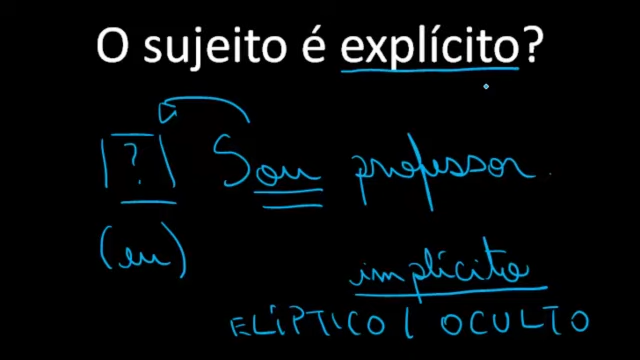 O sujeito é explícito?
? Sou professor.
(eu)
implícito
ELÍPTICO / OCULTO